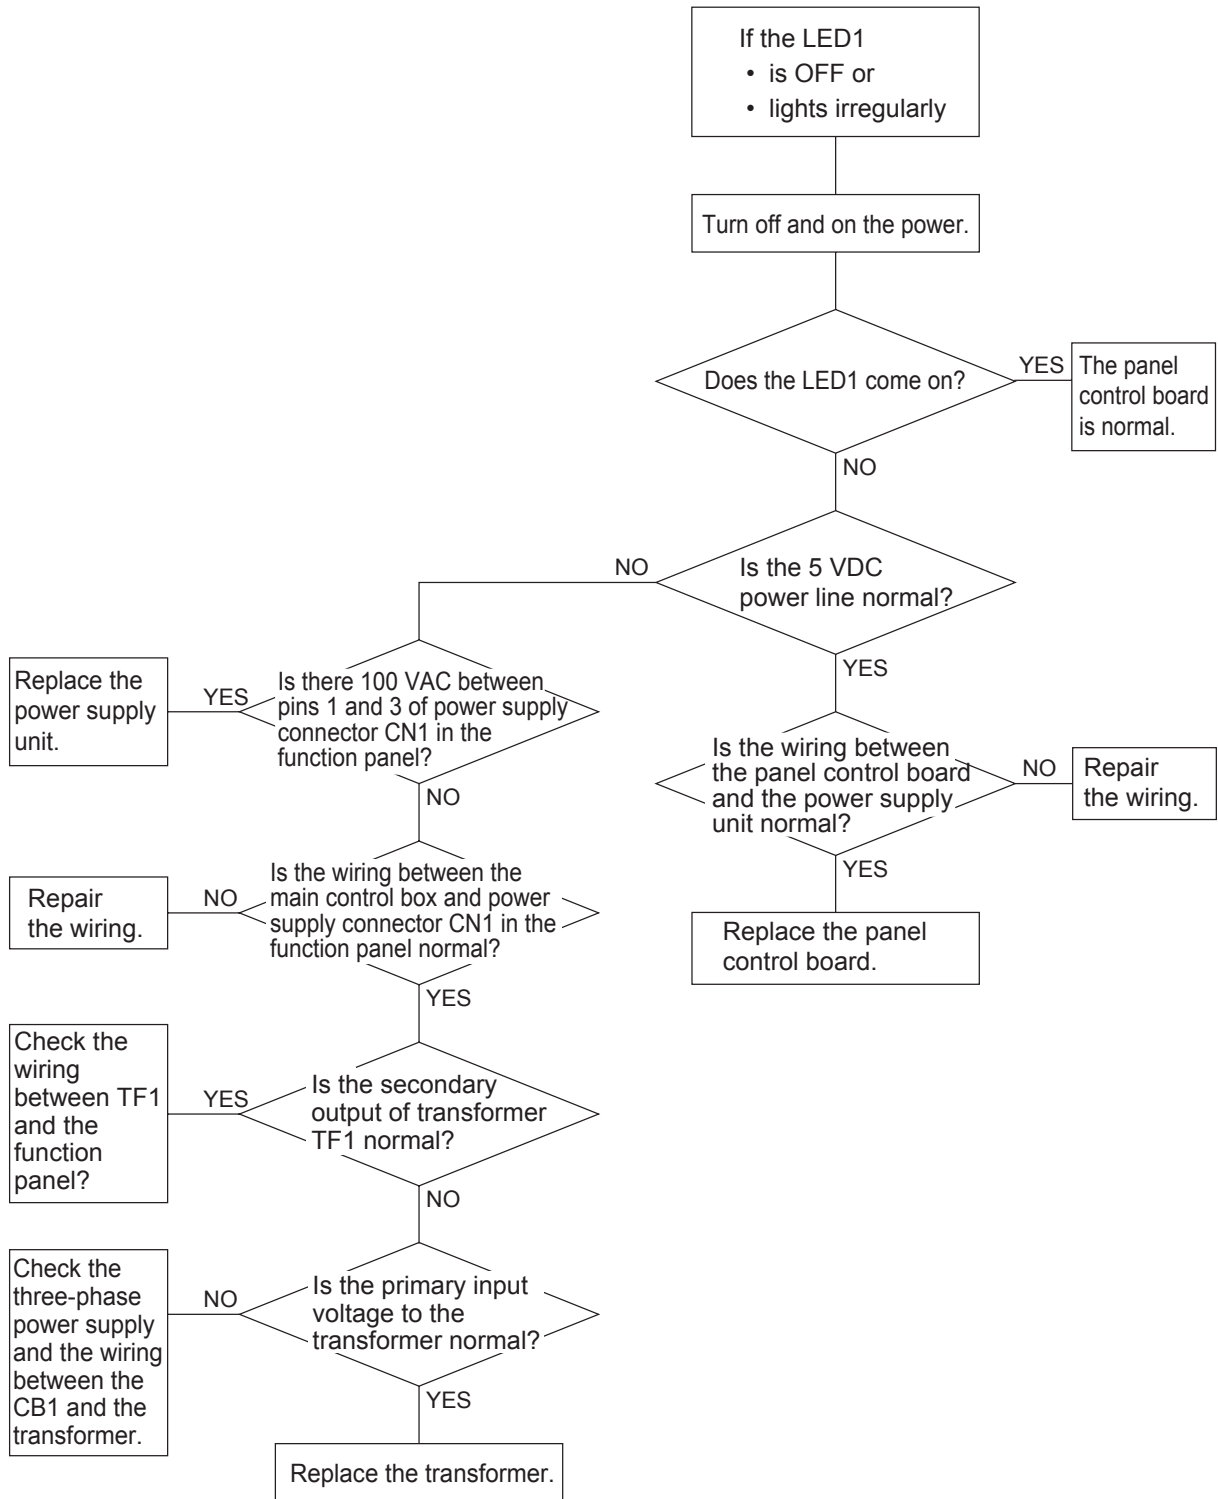 If the LED1
• is OFF or
• lights irregularly
Turn off and on the power.
Does the LED1 come on?
YES
The panel
control board
is normal.
NO
Is the 5 VDC
power line normal?
NO
YES
Is there 100 VAC between
pins 1 and 3 of power supply
connector CN1 in the
function panel?
YES
Replace the
power supply
unit.
NO
Is the wiring between
the panel control board
and the power supply
unit normal?
NO
Repair
the wiring.
YES
Replace the panel
control board.
Is the wiring between the
main control box and power
supply connector CN1 in the
function panel normal?
NO
Repair
the wiring.
YES
Is the secondary
output of transformer
TF1 normal?
YES
Check the
wiring
between TF1
and the
function
panel?
NO
Is the primary input
voltage to the
transformer normal?
NO
Check the
three-phase
power supply
and the wiring
between the
CB1 and the
transformer.
YES
Replace the transformer.